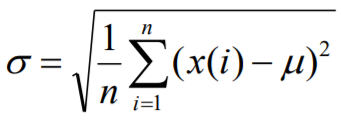 σ = √(1/n ∑_{i=1}^{n} (x(i) − μ)²)